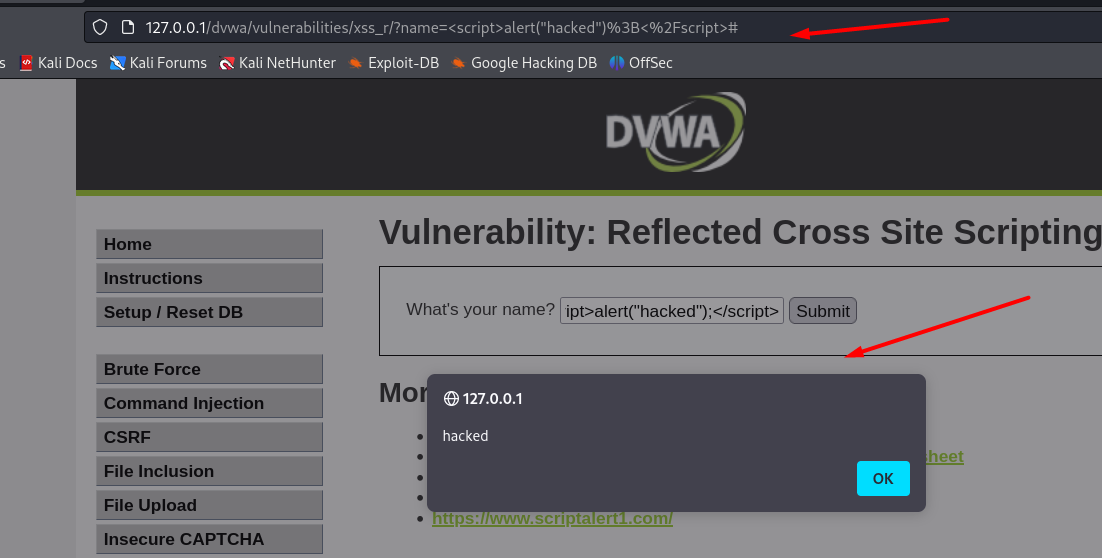 127.0.0.1/dvwa/vulnerabilities/xss_r/?name=<script>alert("hacked")%3B<%2Fscript>#
s Kali Docs Kali Forums Kali NetHunter Exploit-DB Google Hacking DB OffSec
DVWA
Vulnerability: Reflected Cross Site Scripting
Home
Instructions
Setup / Reset DB
What's your name? ipt>alert("hacked");</script> Submit
Brute Force
Command Injection
CSRF
File Inclusion
File Upload
Insecure CAPTCHA
Mor
127.0.0.1
hacked
sheet
OK
https://www.scriptalert1.com/